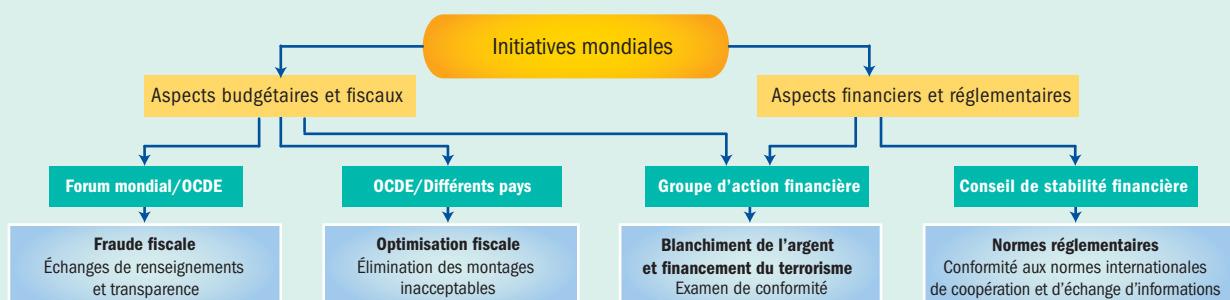 Initiatives mondiales
Aspects budgétaires et fiscaux
Aspects financiers et réglementaires
Forum mondial/OCDE
OCDE/Différents pays
Groupe d'action financière
Conseil de stabilité financière
Fraude fiscale
Échanges de renseignements
et transparence
Optimisation fiscale
Élimination des montages
inacceptables
Blanchiment de l'argent
et financement du terrorisme
Examen de conformité
Normes réglementaires
Conformité aux normes internationales
de coopération et d'échange d'informations